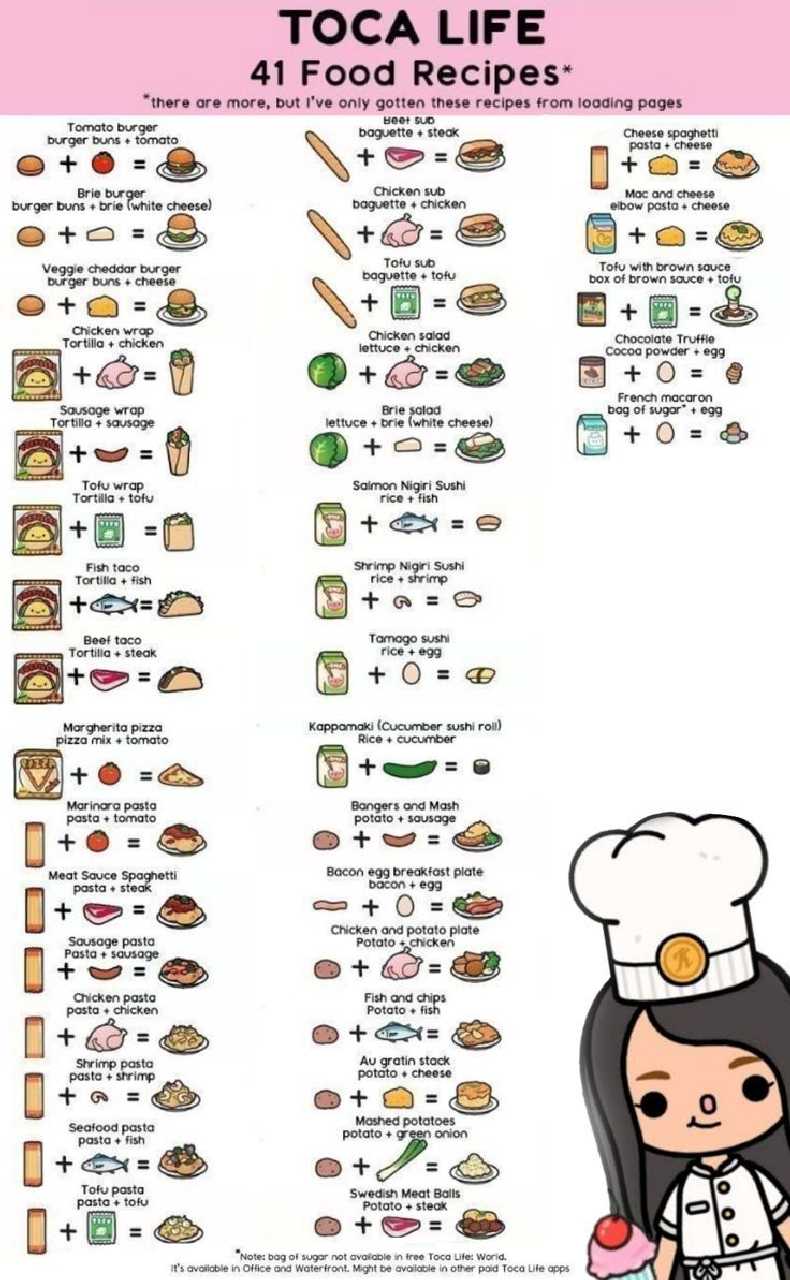 TOCA LIFE
41 Food Recipes*
*there are more, but I've only gotten these recipes from loading pages
Tomato burger
burger buns + tomato
Brie burger
burger buns + brie (white cheese)
Veggie cheddar burger
burger buns + cheese
Chicken wrap
Tortilla + chicken
Sausage wrap
Tortilla + sausage
Tofu wrap
Tortilla + tofu
Fish taco
Tortilla + fish
Beef taco
Tortilla + steak
Margherita pizza
pizza mix + tomato
Marinara pasta
pasta + tomato
Meat Sauce Spaghetti
pasta + steak
Sausage pasta
Pasta + sausage
Chicken pasta
pasta + chicken
Shrimp pasta
pasta + shrimp
Seafood pasta
pasta + fish
Tofu pasta
pasta + tofu
Beef sub
baguette + steak
Chicken sub
baguette + chicken
Tofu sub
baguette + tofu
Chicken salad
lettuce + chicken
Brie salad
lettuce + brie (white cheese)
Salmon Nigiri Sushi
rice + fish
Shrimp Nigiri Sushi
rice + shrimp
Tamago sushi
rice + egg
Kappamaki (Cucumber sushi roll)
Rice + cucumber
Bangers and Mash
potato + sausage
Bacon egg breakfast plate
bacon + egg
Chicken and potato plate
Potato + chicken
Fish and chips
Potato + fish
Au gratin stack
potato + cheese
Mashed potatoes
potato + green onion
Swedish Meat Balls
Potato + steak
Cheese spaghetti
pasta + cheese
Mac and cheese
elbow pasta + cheese
Tofu with brown sauce
box of brown sauce + tofu
Chocolate Truffle
Cocoa powder + egg
French macaron
bag of sugar* + egg
*Note: bag of sugar not available in free Toca Life: World.
It's available in Office and Waterfront. Might be available in other paid Toca Life apps